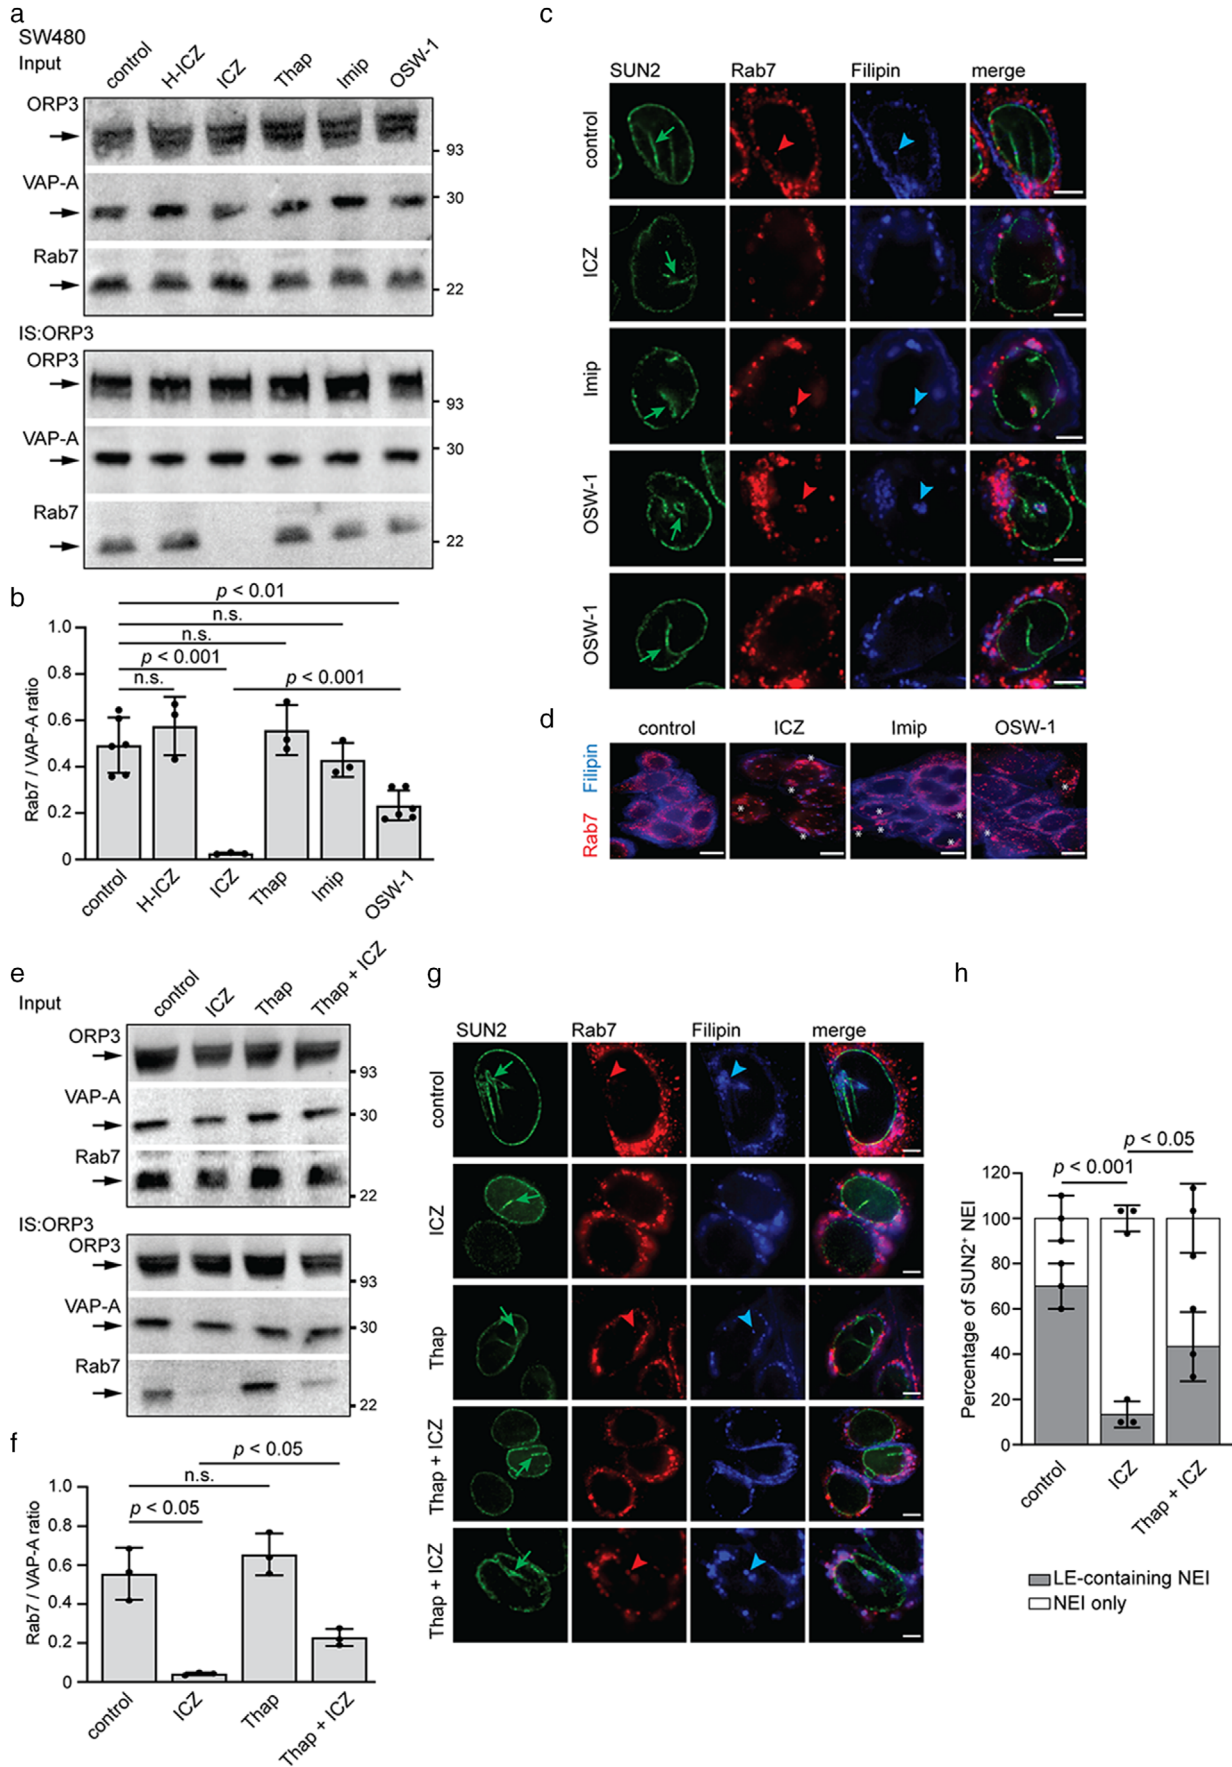 a
SW480
Input
control H-ICZ ICZ Thap Imip OSW-1
ORP3
93
VAP-A
30
Rab7
22
IS:ORP3
ORP3
93
VAP-A
30
Rab7
22
b
p < 0.01
n.s.
n.s.
p < 0.001
n.s.
p < 0.001
Rab7 / VAP-A ratio
1.0
0.8
0.6
0.4
0.2
0
control H-ICZ ICZ Thap Imip OSW-1
c
SUN2 Rab7 Filipin merge
control
ICZ
Imip
OSW-1
OSW-1
d
control ICZ Imip OSW-1
Rab7 Filipin
* * * * * * * * * * *
e
Input
control ICZ Thap Thap + ICZ
ORP3
93
VAP-A
30
Rab7
22
IS:ORP3
ORP3
93
VAP-A
30
Rab7
22
f
p < 0.05
n.s.
p < 0.05
Rab7 / VAP-A ratio
1.0
0.8
0.6
0.4
0.2
0
control ICZ Thap Thap + ICZ
g
SUN2 Rab7 Filipin merge
control
ICZ
Thap
Thap + ICZ
Thap + ICZ
h
p < 0.05
p < 0.001
Percentage of SUN2⁺ NEI
120
100
80
60
40
20
0
control ICZ Thap + ICZ
LE-containing NEI
NEI only